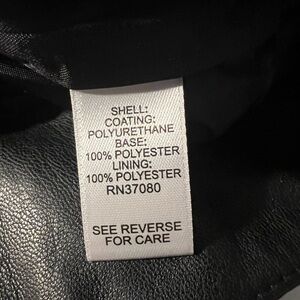 SHELL:
COATING:
POLYURETHANE
BASE:
100% POLYESTER
LINING:
100% POLYESTER
RN37080
SEE REVERSE
FOR CARE